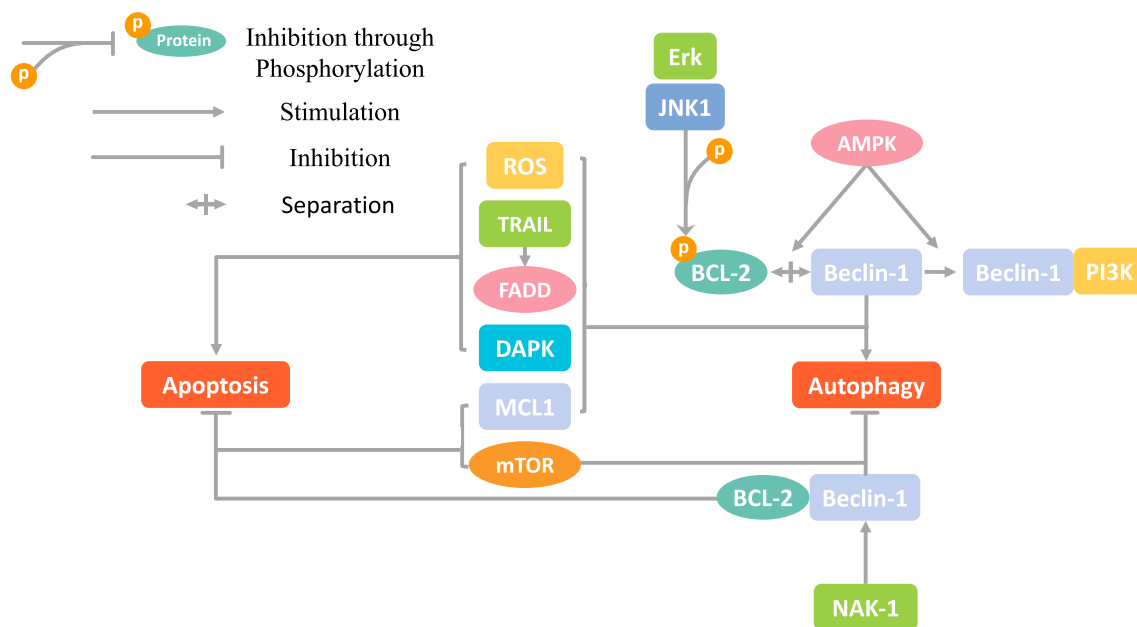 p
Protein
p
Inhibition through
Phosphorylation
Stimulation
Inhibition
Separation
Erk
JNK1
p
p
BCL-2
AMPK
Beclin-1
Beclin-1
PI3K
ROS
TRAIL
FADD
DAPK
MCL1
mTOR
Apoptosis
Autophagy
BCL-2
Beclin-1
NAK-1